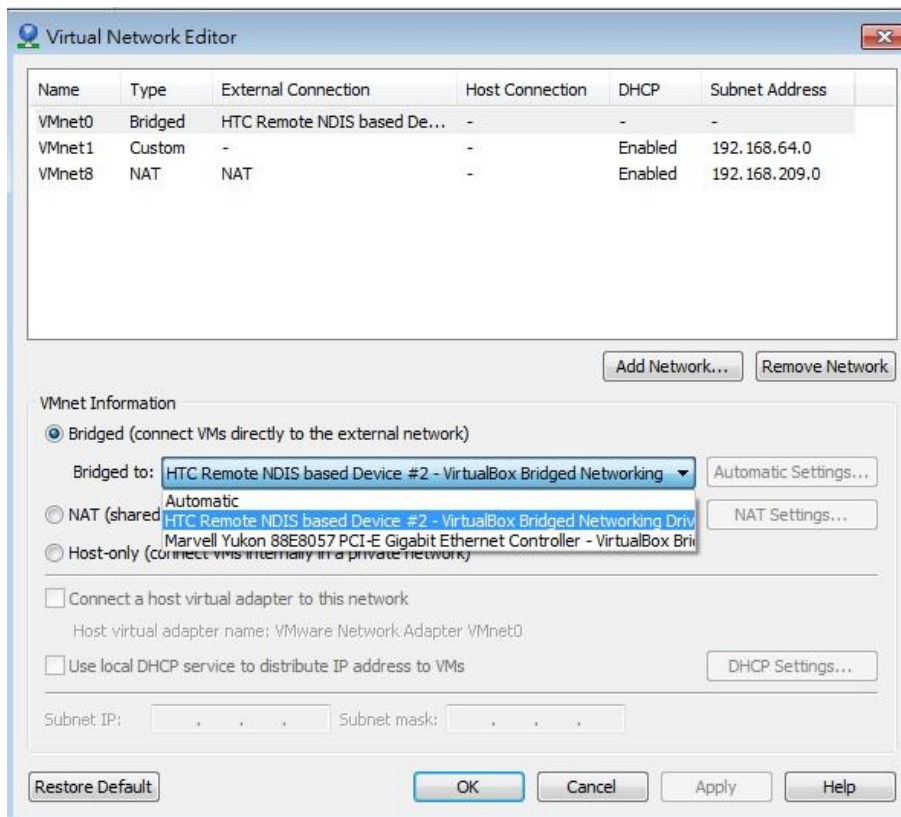 Virtual Network Editor
Name Type External Connection Host Connection DHCP Subnet Address
VMnet0 Bridged HTC Remote NDIS based De... - - -
VMnet1 Custom - - Enabled 192.168.64.0
VMnet8 NAT NAT - Enabled 192.168.209.0
Add Network... Remove Network
VMnet Information
Bridged (connect VMs directly to the external network)
Bridged to: HTC Remote NDIS based Device #2 - VirtualBox Bridged Networking Automatic Settings...
Automatic
NAT (shared HTC Remote NDIS based Device #2 - VirtualBox Bridged Networking Driv NAT Settings...
Marvell Yukon 88E8057 PCI-E Gigabit Ethernet Controller - VirtualBox Bri
Host-only (connect VMs internally in a private network)
Connect a host virtual adapter to this network
Host virtual adapter name: VMware Network Adapter VMnet0
Use local DHCP service to distribute IP address to VMs DHCP Settings...
Subnet IP: . . . Subnet mask: . . .
Restore Default OK Cancel Apply Help